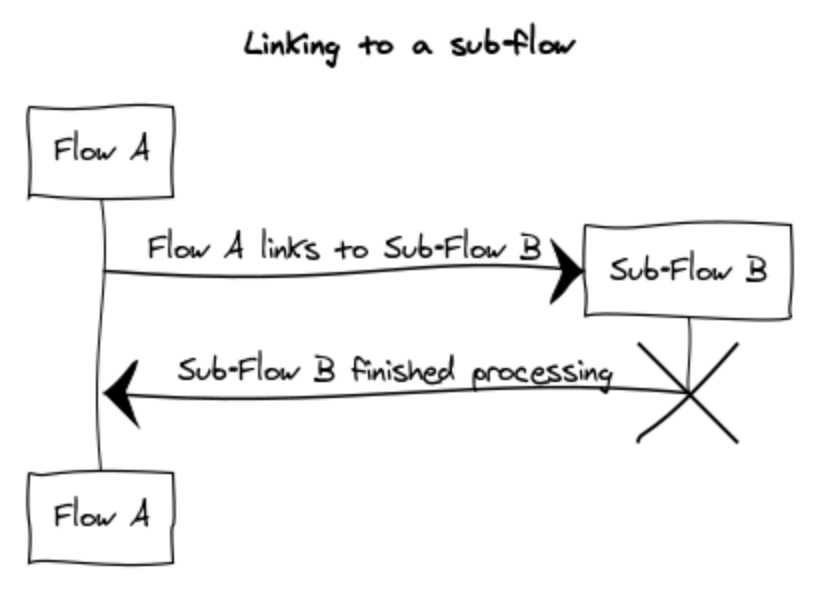 Linking to a sub-flow
Flow A
Flow A links to Sub-Flow B
Sub-Flow B
Sub-Flow B finished processing
Flow A